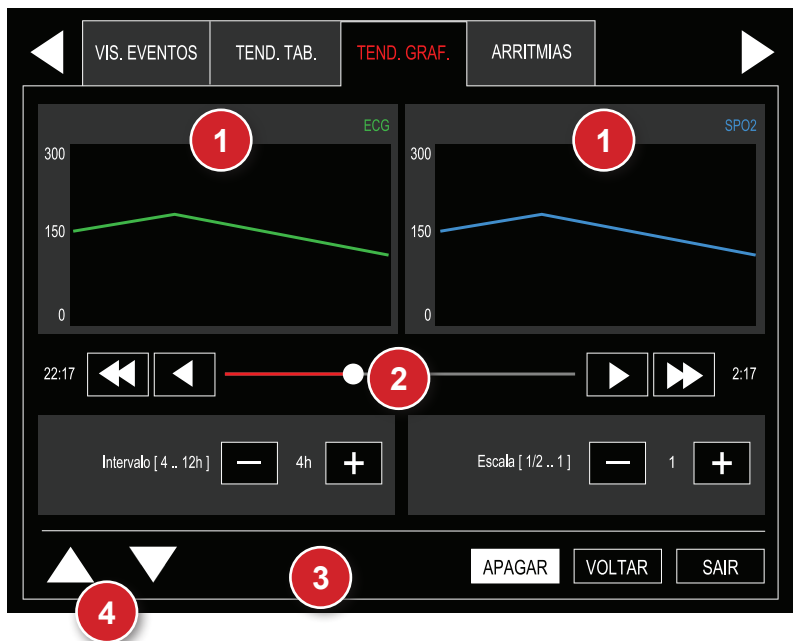 VIS. EVENTOS TEND. TAB. TEND. GRAF. ARRITMIAS
1 ECG
300
150
0
1 SPO2
300
150
0
22:17 2 2:17
Intervalo [ 4 .. 12h ] 4h
Escala [ 1/2 .. 1 ] 1
3 APAGAR VOLTAR SAIR
4